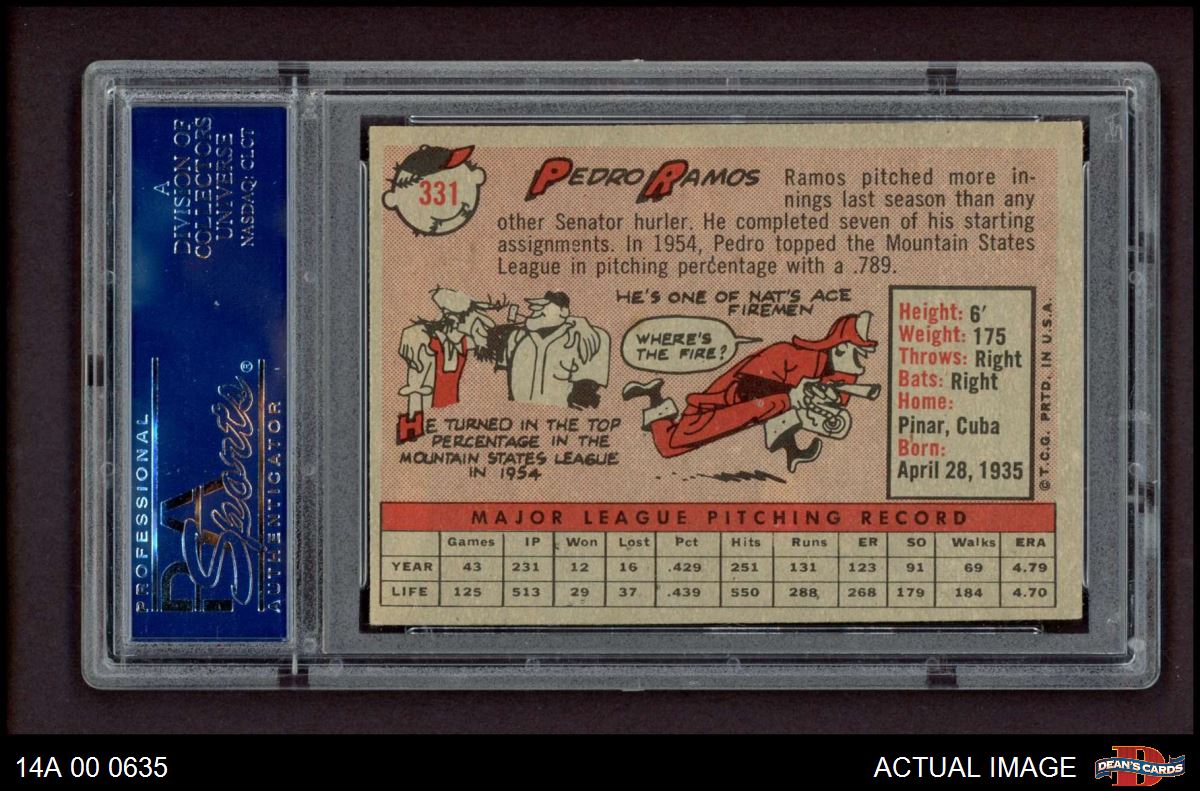 A
DIVISION OF
COLLECTORS
UNIVERSE
NASDAQ: CLCT
PROFESSIONAL
PSA
Sports®
AUTHENTICATOR
331
PEDRO RAMOS
Ramos pitched more in-
nings last season than any
other Senator hurler. He completed seven of his starting
assignments. In 1954, Pedro topped the Mountain States
League in pitching percentage with a .789.
HE TURNED IN THE TOP
PERCENTAGE IN THE
MOUNTAIN STATES LEAGUE
IN 1954
HE'S ONE OF NAT'S ACE
FIREMEN
WHERE'S
THE FIRE?
Height: 6'
Weight: 175
Throws: Right
Bats: Right
Home:
Pinar, Cuba
Born:
April 28, 1935
©T.C.G. PRTD. IN U.S.A.
MAJOR LEAGUE PITCHING RECORD
Games IP Won Lost Pct Hits Runs ER SO Walks ERA
YEAR 43 231 12 16 .429 251 131 123 91 69 4.79
LIFE 125 513 29 37 .439 550 288 268 179 184 4.70
14A 00 0635
ACTUAL IMAGE
DEAN'S CARDS